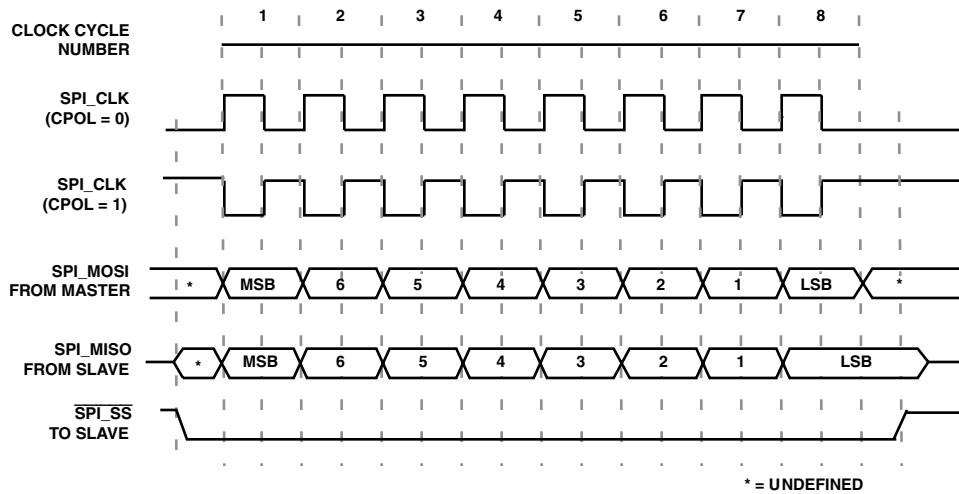 1 2 3 4 5 6 7 8
CLOCK CYCLE
NUMBER
SPI_CLK
(CPOL = 0)
SPI_CLK
(CPOL = 1)
SPI_MOSI
FROM MASTER
* MSB 6 5 4 3 2 1 LSB *
SPI_MISO
FROM SLAVE
* MSB 6 5 4 3 2 1 LSB
SPI_SS
TO SLAVE
* = UNDEFINED